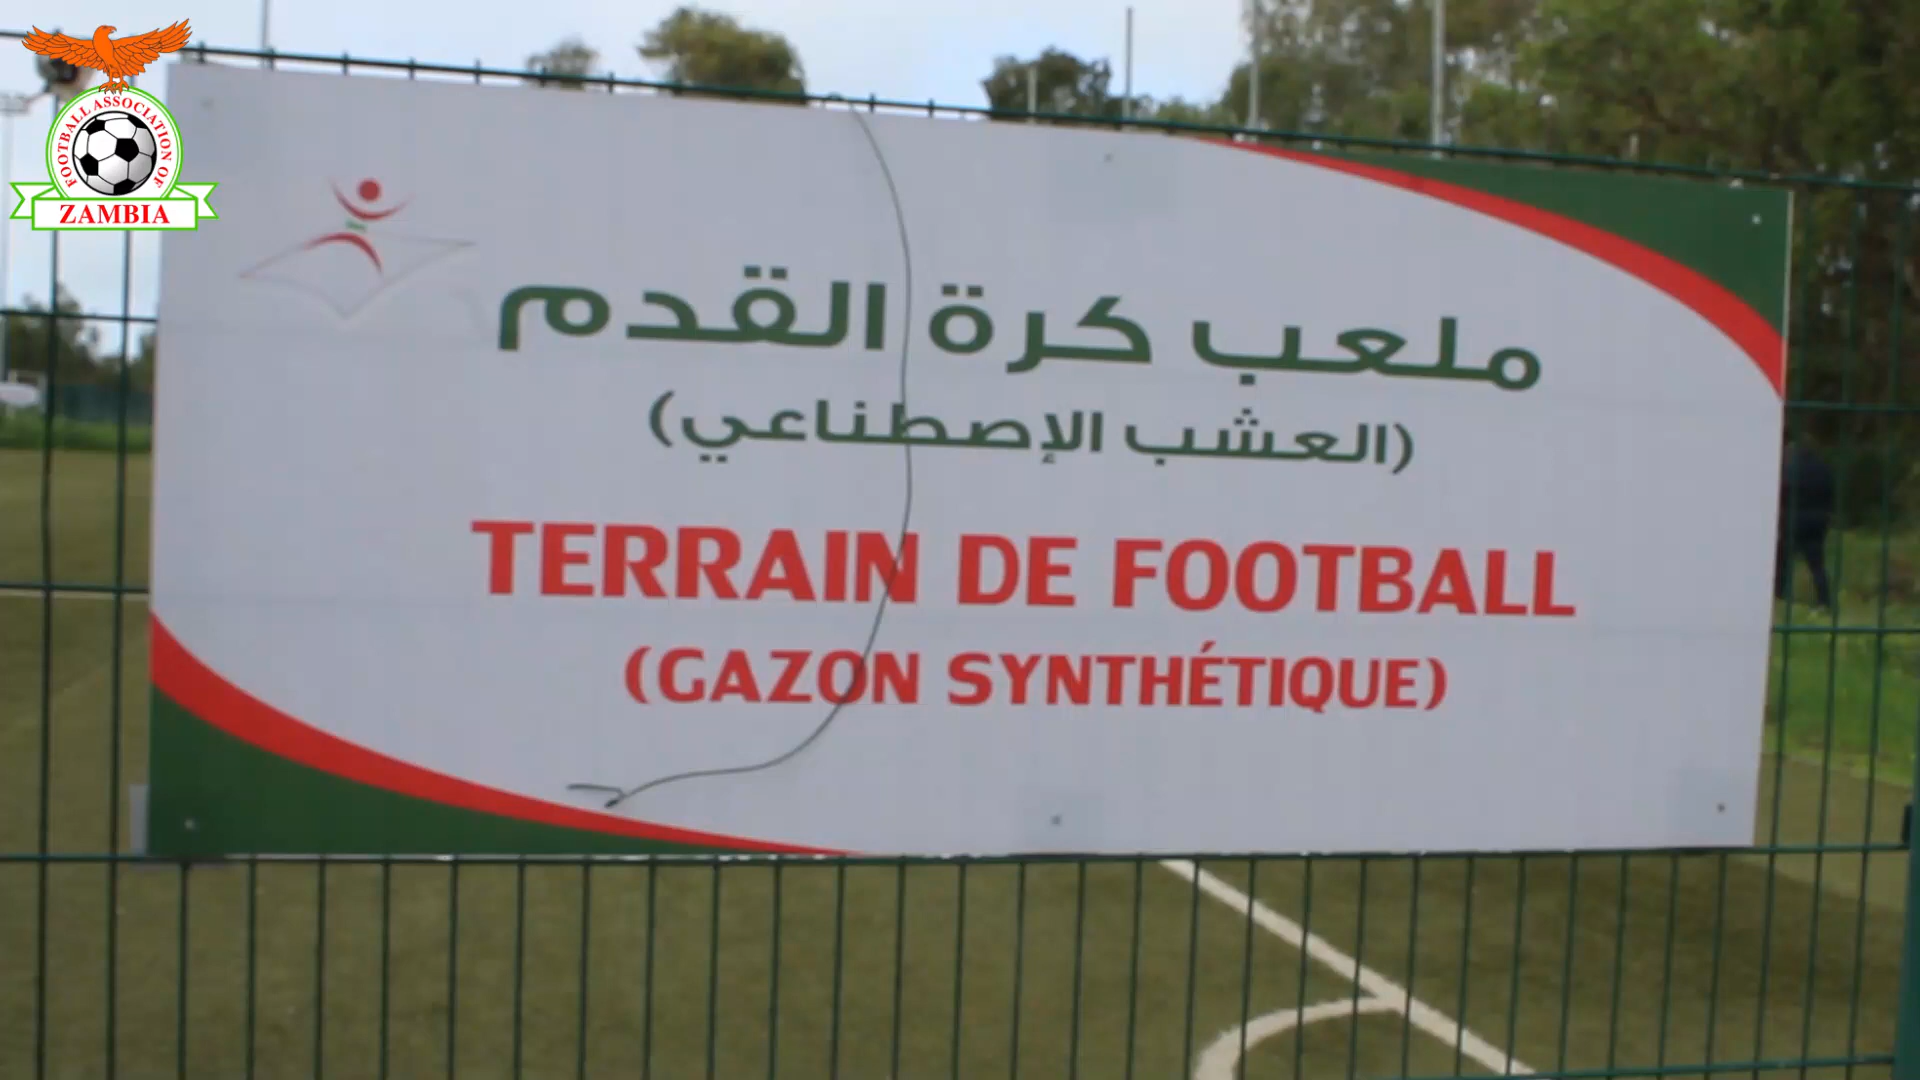 FOOTBALL ASSOCIATION OF
ZAMBIA
ملعب كرة القدم
(العشب الإصطناعي)
TERRAIN DE FOOTBALL
(GAZON SYNTHÉTIQUE)